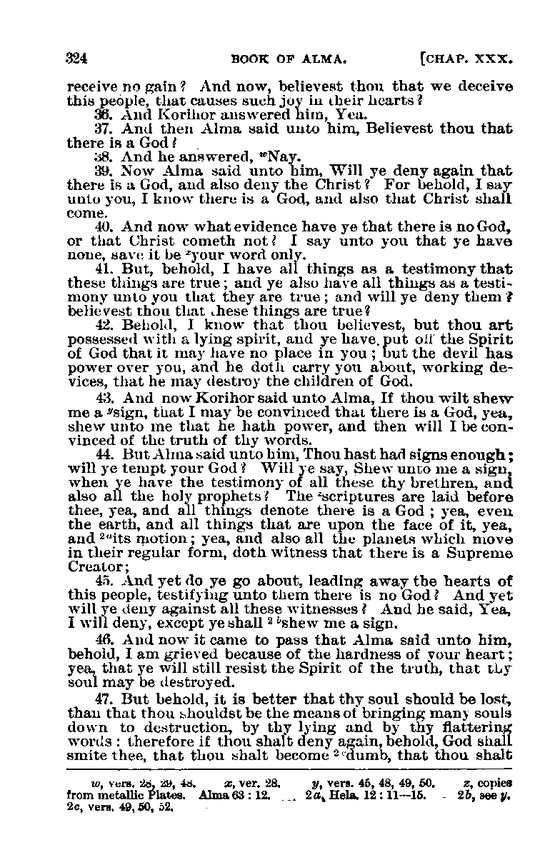 324 BOOK OF ALMA. [CHAP. XXX.
receive no gain? And now, believest thou that we deceive
this people, that causes such joy in their hearts?
36. And Korihor answered him, Yea.
37. And then Alma said unto him, Believest thou that
there is a God?
38. And he answered, wNay.
39. Now Alma said unto him, Will ye deny again that
there is a God, and also deny the Christ? For behold, I say
unto you, I know there is a God, and also that Christ shall
come.
40. And now what evidence have ye that there is no God,
or that Christ cometh not? I say unto you that ye have
none, save it be xyour word only.
41. But, behold, I have all things as a testimony that
these things are true; and ye also have all things as a testi-
mony unto you that they are true; and will ye deny them?
believest thou that these things are true?
42. Behold, I know that thou believest, but thou art
possessed with a lying spirit, and ye have put off the Spirit
of God that it may have no place in you; but the devil has
power over you, and he doth carry you about, working de-
vices, that he may destroy the children of God.
43. And now Korihor said unto Alma, If thou wilt shew
me a ysign, that I may be convinced that there is a God, yea,
shew unto me that he hath power, and then will I be con-
vinced of the truth of thy words.
44. But Alma said unto him, Thou hast had signs enough;
will ye tempt your God? Will ye say, Shew unto me a sign,
when ye have the testimony of all these thy brethren, and
also all the holy prophets? The zscriptures are laid before
thee, yea, and all things denote there is a God; yea, even
the earth, and all things that are upon the face of it, yea,
and 2aits motion; yea, and also all the planets which move
in their regular form, doth witness that there is a Supreme
Creator;
45. And yet do ye go about, leading away the hearts of
this people, testifying unto them there is no God? And yet
will ye deny against all these witnesses? And he said, Yea,
I will deny, except ye shall 2bshew me a sign.
46. And now it came to pass that Alma said unto him,
behold, I am grieved because of the hardness of your heart;
yea, that ye will still resist the Spirit of the truth, that thy
soul may be destroyed.
47. But behold, it is better that thy soul should be lost,
than that thou shouldst be the means of bringing many souls
down to destruction, by thy lying and by thy flattering
words: therefore if thou shalt deny again, behold, God shall
smite thee, that thou shalt become 2cdumb, that thou shalt
w, vers. 28, 29, 48. x, ver. 28. y, vers. 45, 48, 49, 50. z, copies
from metallic Plates. Alma 63:12. 2a, Hela. 12:11—15. 2b, see y.
2c, vers. 49, 50, 52.